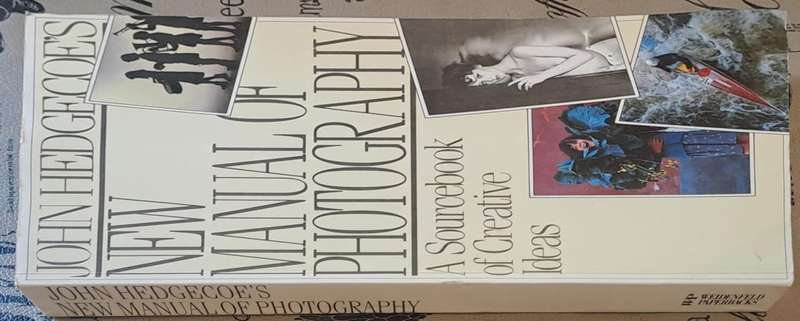 JOHN HEDGECOE'S
NEW
MANUAL OF
PHOTOGRAPHY
A Sourcebook
of Creative
Ideas
JOHN HEDGECOE'S
NEW MANUAL OF PHOTOGRAPHY
WEIDENFELD
PAPERBACKS